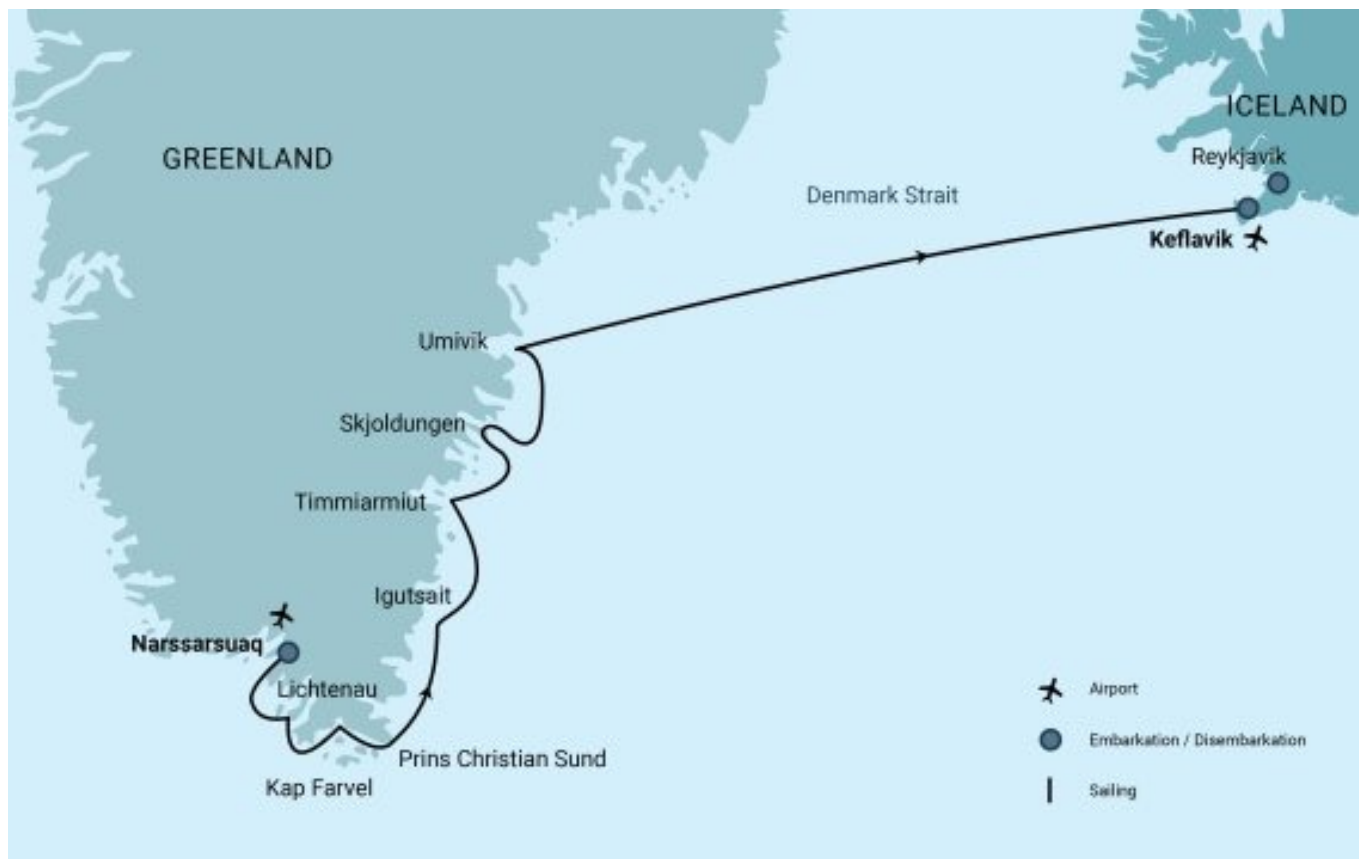 ICELAND
GREENLAND
Reykjavik
Denmark Strait
Keflavik
Umivik
Skjoldungen
Timmiarmiut
Igutsait
Narssarsuaq
Lichtenau
Prins Christian Sund
Kap Farvel
Airport
Embarkation / Disembarkation
Sailing